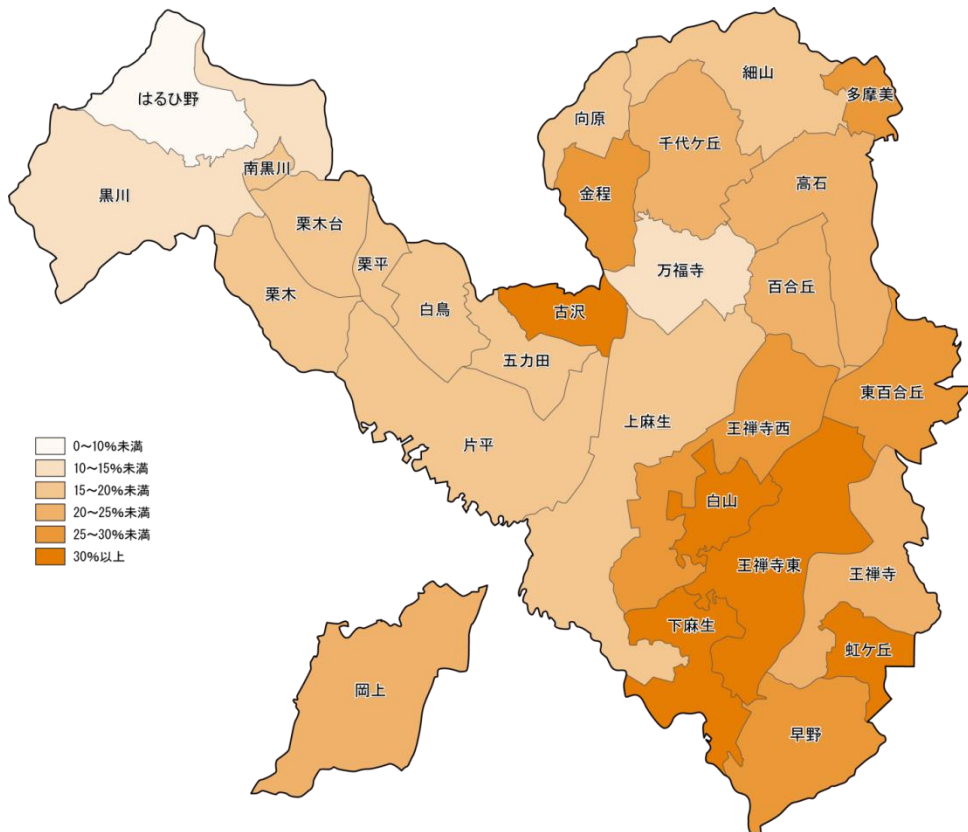 細山
多摩美
はるひ野
向原
千代ケ丘
南黒川
高石
黒川
金程
栗木台
栗平
万福寺
百合丘
栗木
白鳥
古沢
五力田
東百合丘
上麻生
王禅寺西
片平
0～10%未満
10～15%未満
15～20%未満
20～25%未満
25～30%未満
30%以上
白山
王禅寺東
王禅寺
下麻生
虹ケ丘
岡上
早野